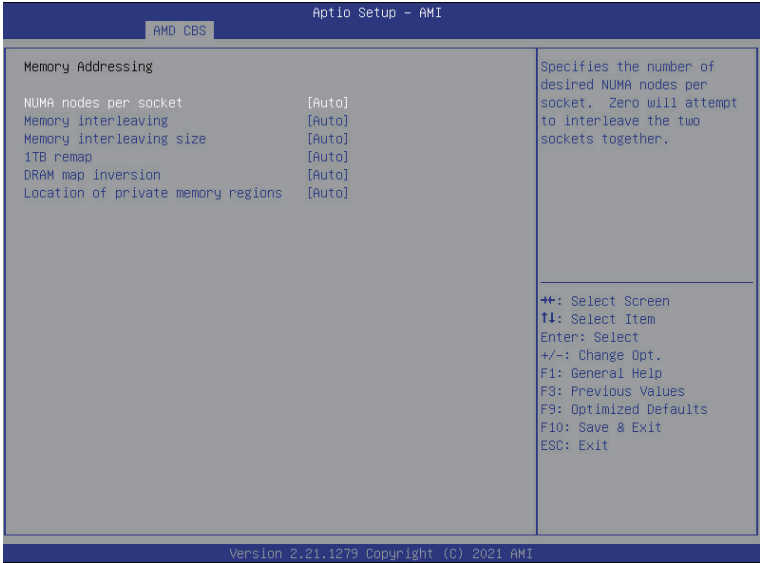 Aptio Setup – AMI
AMD CBS
Memory Addressing
NUMA nodes per socket [Auto]
Memory interleaving [Auto]
Memory interleaving size [Auto]
1TB remap [Auto]
DRAM map inversion [Auto]
Location of private memory regions [Auto]
Specifies the number of
desired NUMA nodes per
socket. Zero will attempt
to interleave the two
sockets together.
→←: Select Screen
↑↓: Select Item
Enter: Select
+/-: Change Opt.
F1: General Help
F3: Previous Values
F9: Optimized Defaults
F10: Save & Exit
ESC: Exit
Version 2.21.1279 Copyright (C) 2021 AMI